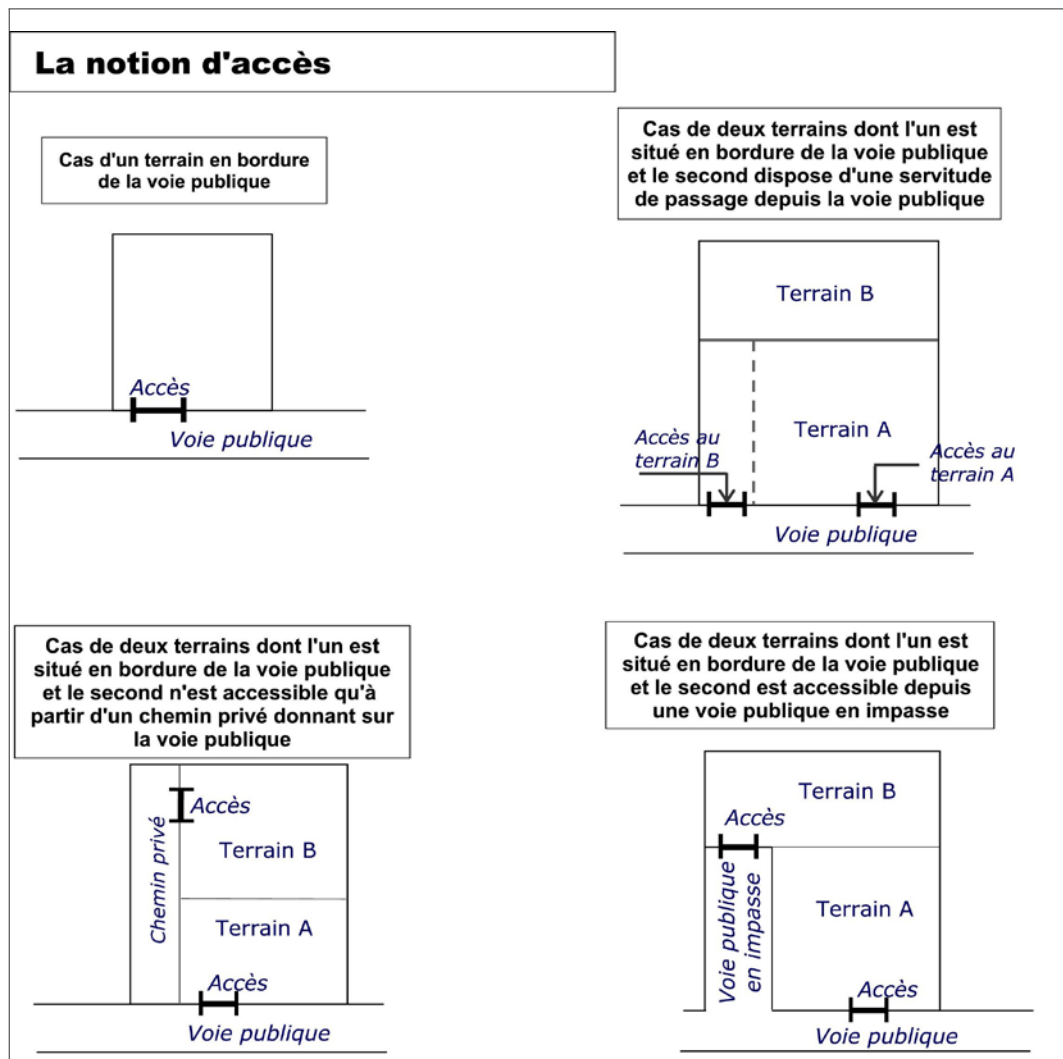 La notion d'accès
Cas d'un terrain en bordure
de la voie publique
Accès
Voie publique
Cas de deux terrains dont l'un est
situé en bordure de la voie publique
et le second dispose d'une servitude
de passage depuis la voie publique
Terrain B
Terrain A
Accès au
terrain B
Accès au
terrain A
Voie publique
Cas de deux terrains dont l'un est
situé en bordure de la voie publique
et le second n'est accessible qu'à
partir d'un chemin privé donnant sur
la voie publique
Accès
Chemin privé
Terrain B
Terrain A
Accès
Voie publique
Cas de deux terrains dont l'un est
situé en bordure de la voie publique
et le second est accessible depuis
une voie publique en impasse
Terrain B
Accès
Voie publique
en impasse
Terrain A
Accès
Voie publique